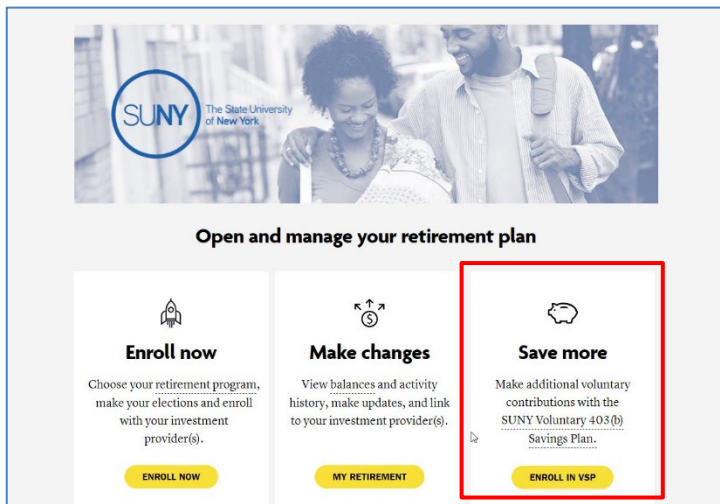 SUNY
The State University
of New York
Open and manage your retirement plan
Enroll now
Choose your retirement program,
make your elections and enroll
with your investment
provider(s).
ENROLL NOW
Make changes
View balances and activity
history, make updates, and link
to your investment provider(s).
MY RETIREMENT
Save more
Make additional voluntary
contributions with the
SUNY Voluntary 403(b)
Savings Plan.
ENROLL IN VSP